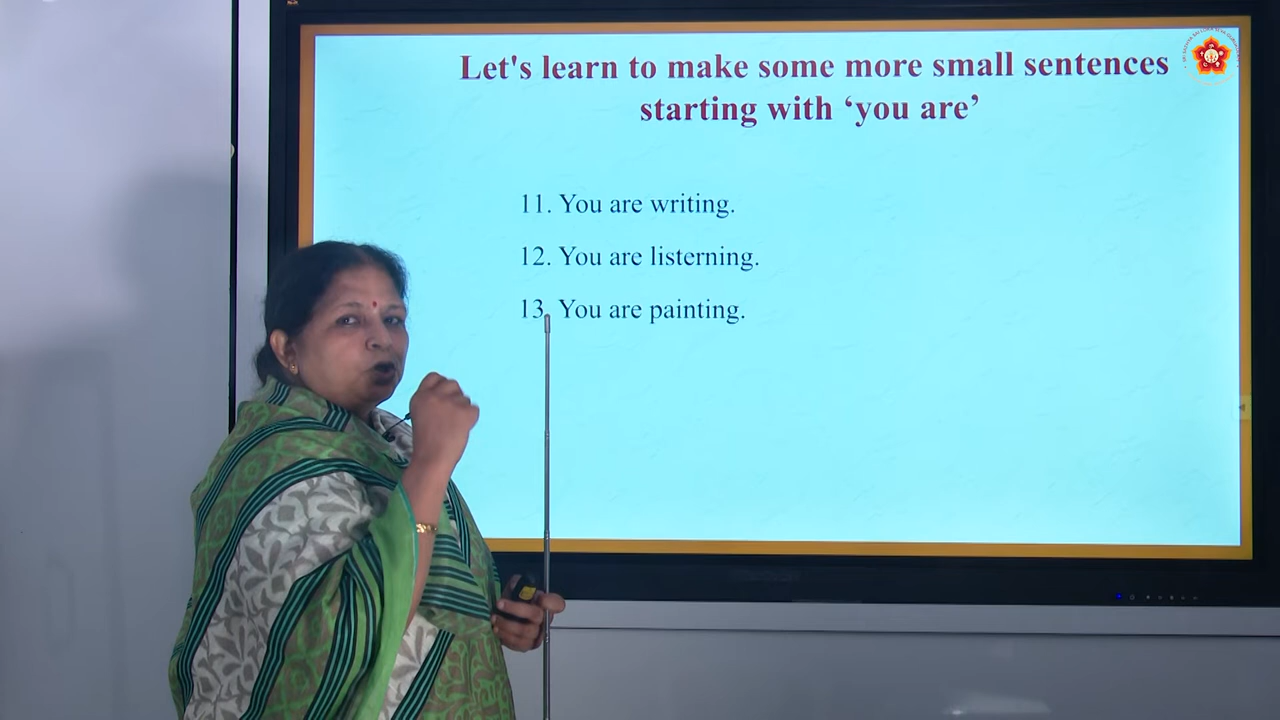 Let's learn to make some more small sentences
starting with ‘you are’
11. You are writing.
12. You are listerning.
13. You are painting.